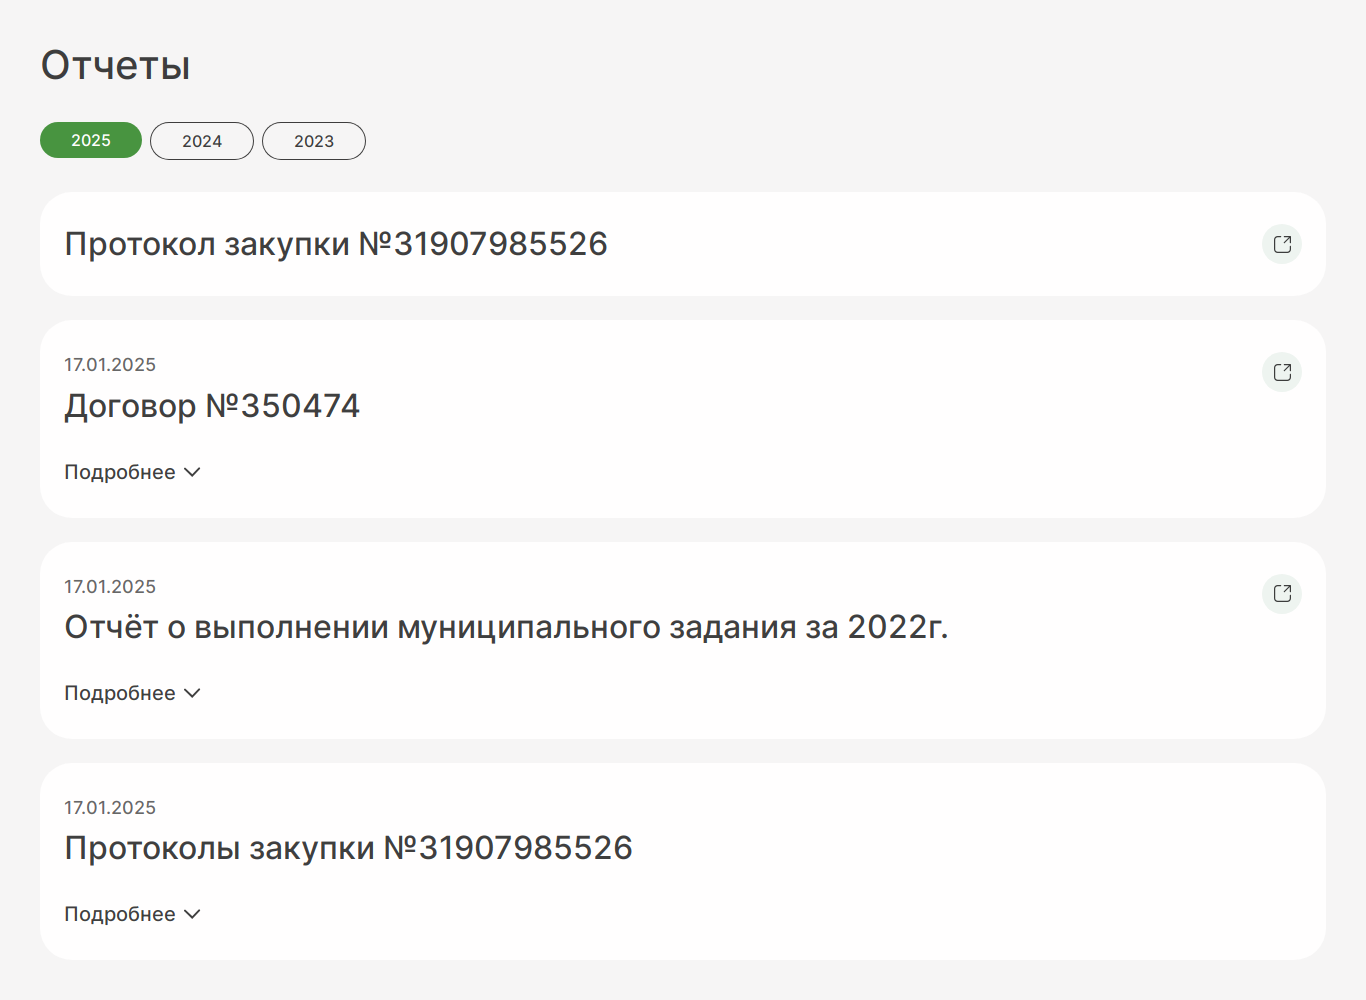 Отчеты
2025 2024 2023
Протокол закупки №31907985526
17.01.2025
Договор №350474
Подробнее
17.01.2025
Отчёт о выполнении муниципального задания за 2022г.
Подробнее
17.01.2025
Протоколы закупки №31907985526
Подробнее